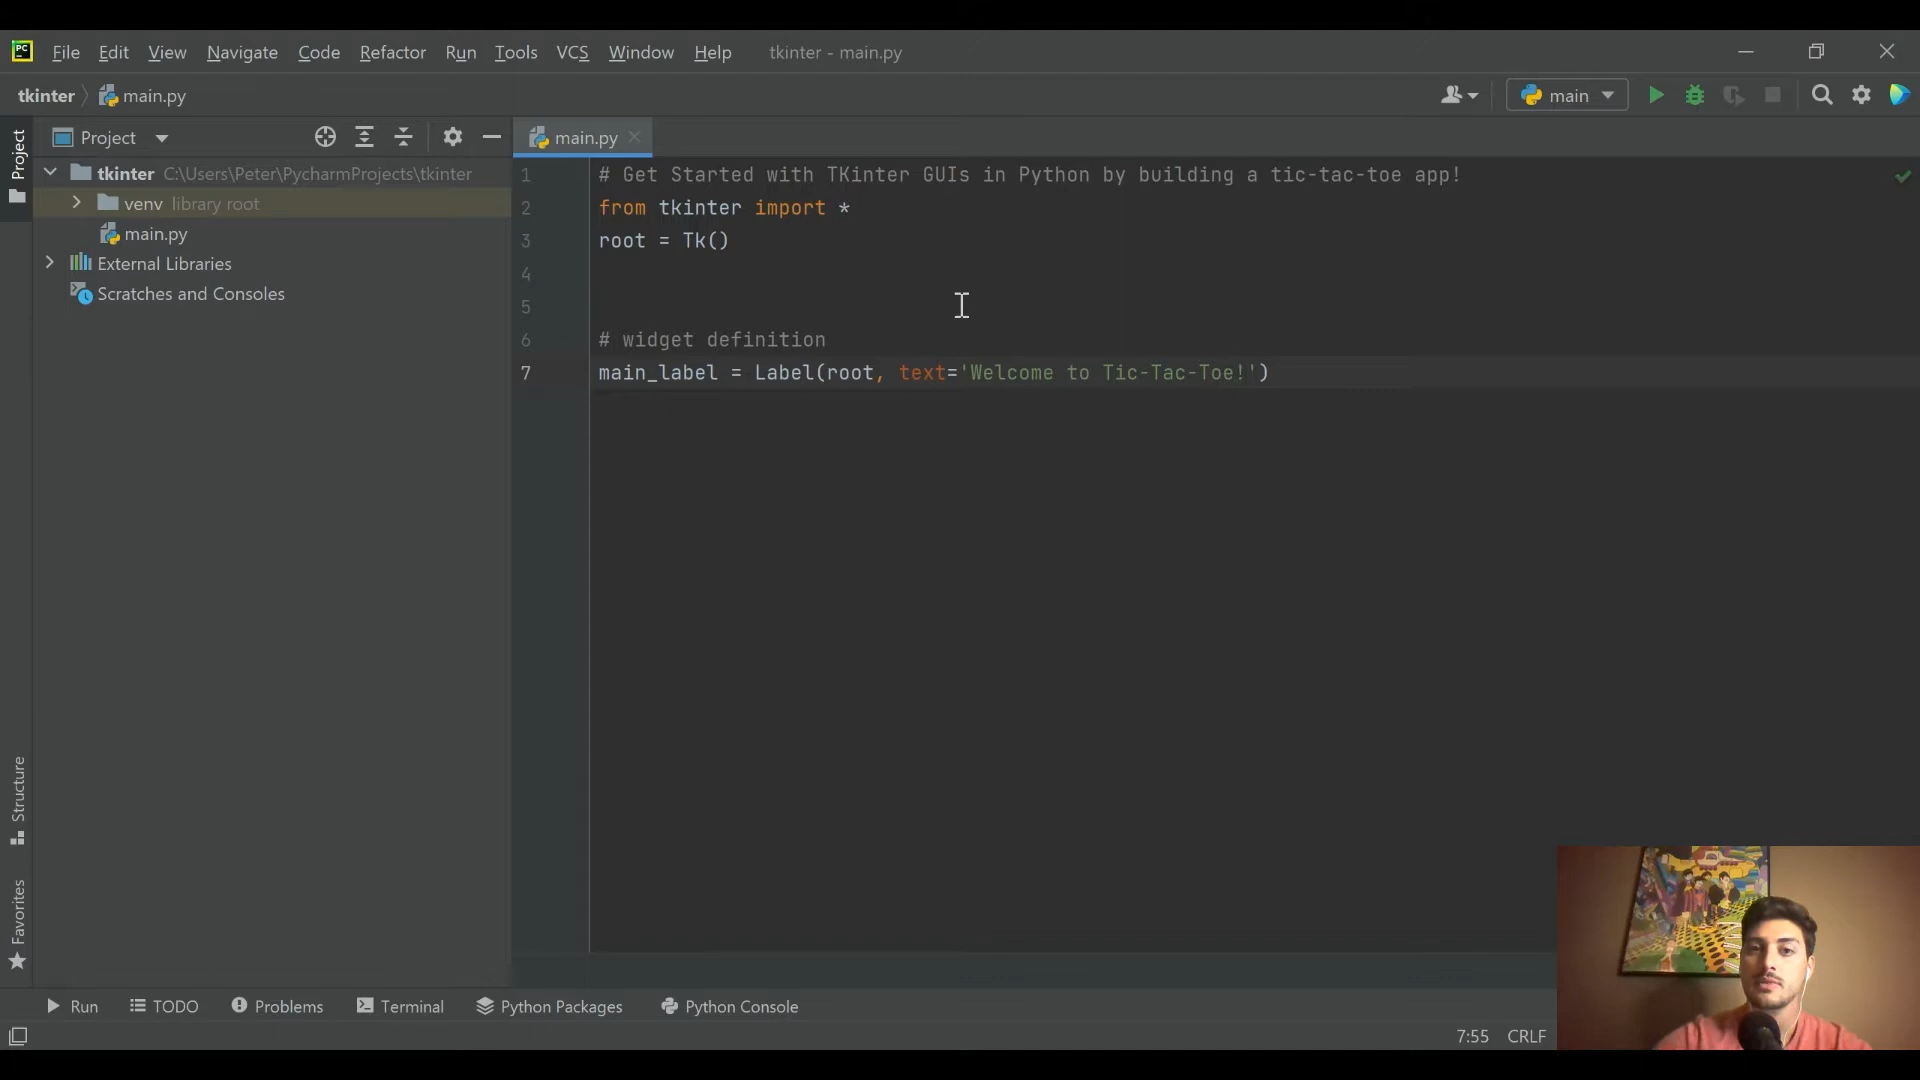 PC File Edit View Navigate Code Refactor Run Tools VCS Window Help tkinter - main.py
tkinter main.py main
Project
Project main.py
tkinter C:\Users\Peter\PycharmProjects\tkinter
venv library root
main.py
External Libraries
Scratches and Consoles
1 # Get Started with TKinter GUIs in Python by building a tic-tac-toe app!
2 from tkinter import *
3 root = Tk()
4
5
6 # widget definition
7 main_label = Label(root, text='Welcome to Tic-Tac-Toe!')
Structure
Favorites
Run TODO Problems Terminal Python Packages Python Console
7:55 CRLF